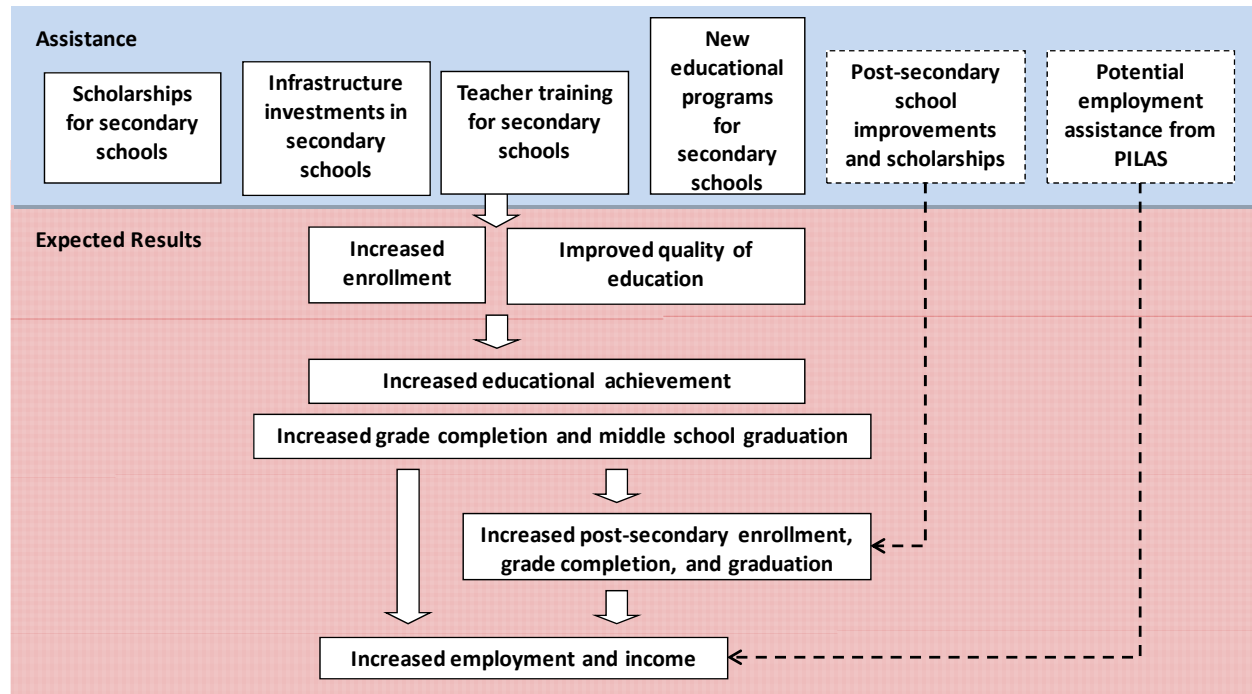 Assistance
Scholarships
for secondary
schools
Infrastructure
investments in
secondary
schools
Teacher training
for secondary
schools
New
educational
programs
for
secondary
schools
Post-secondary
school
improvements
and scholarships
Potential
employment
assistance from
PILAS
Expected Results
Increased
enrollment
Improved quality of
education
Increased educational achievement
Increased grade completion and middle school graduation
Increased post-secondary enrollment,
grade completion, and graduation
Increased employment and income